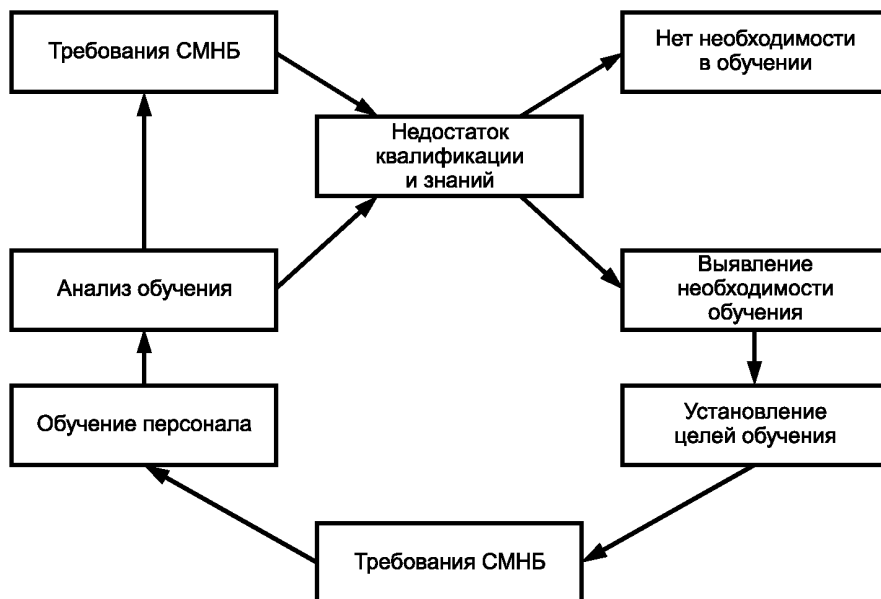 Требования СМНБ
Нет необходимости
в обучении
Недостаток
квалификации
и знаний
Анализ обучения
Выявление
необходимости
обучения
Обучение персонала
Установление
целей обучения
Требования СМНБ